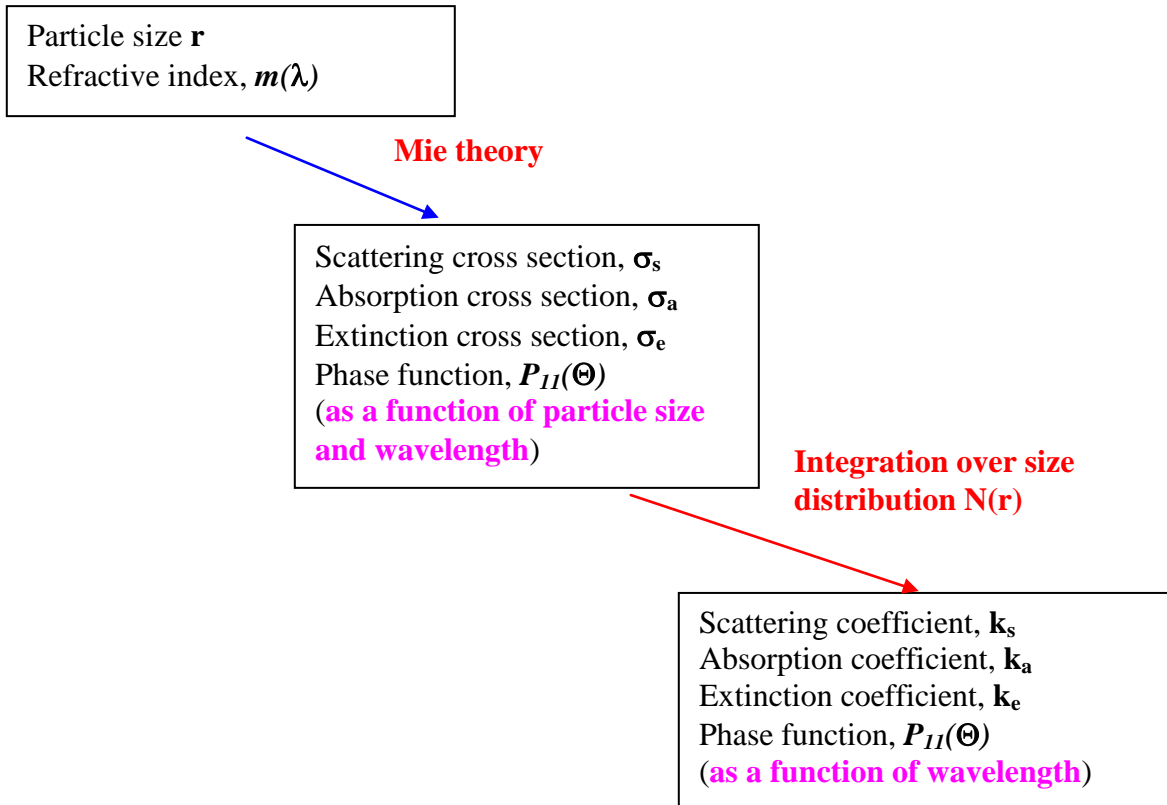 Particle size r
Refractive index, m(λ)
Mie theory
Scattering cross section, σs
Absorption cross section, σa
Extinction cross section, σe
Phase function, P11(Θ)
(as a function of particle size
and wavelength)
Integration over size
distribution N(r)
Scattering coefficient, ks
Absorption coefficient, ka
Extinction coefficient, ke
Phase function, P11(Θ)
(as a function of wavelength)